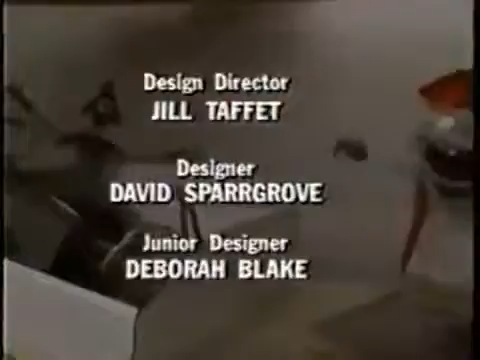 Design Director
JILL TAFFET
Designer
DAVID SPARRGROVE
Junior Designer
DEBORAH BLAKE